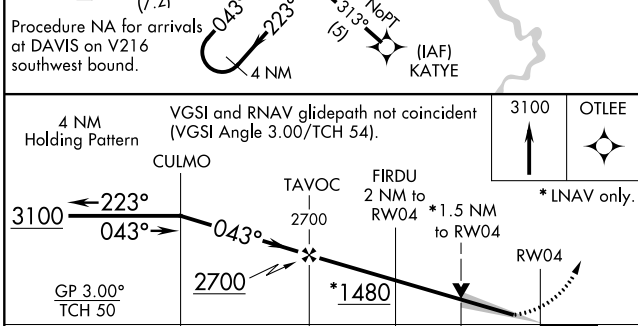 (7.2)
043°
223°
4 NM
NoPT
313°
(5)
(IAF)
KATYE
Procedure NA for arrivals
at DAVIS on V216
southwest bound.
4 NM
Holding Pattern
VGSI and RNAV glidepath not coincident
(VGSI Angle 3.00/TCH 54).
3100
OTLEE
* LNAV only.
CULMO
TAVOC
2700
FIRDU
2 NM to
RW04
*1.5 NM
to RW04
RW04
3100
223°
043°
043°
2700
*1480
GP 3.00°
TCH 50